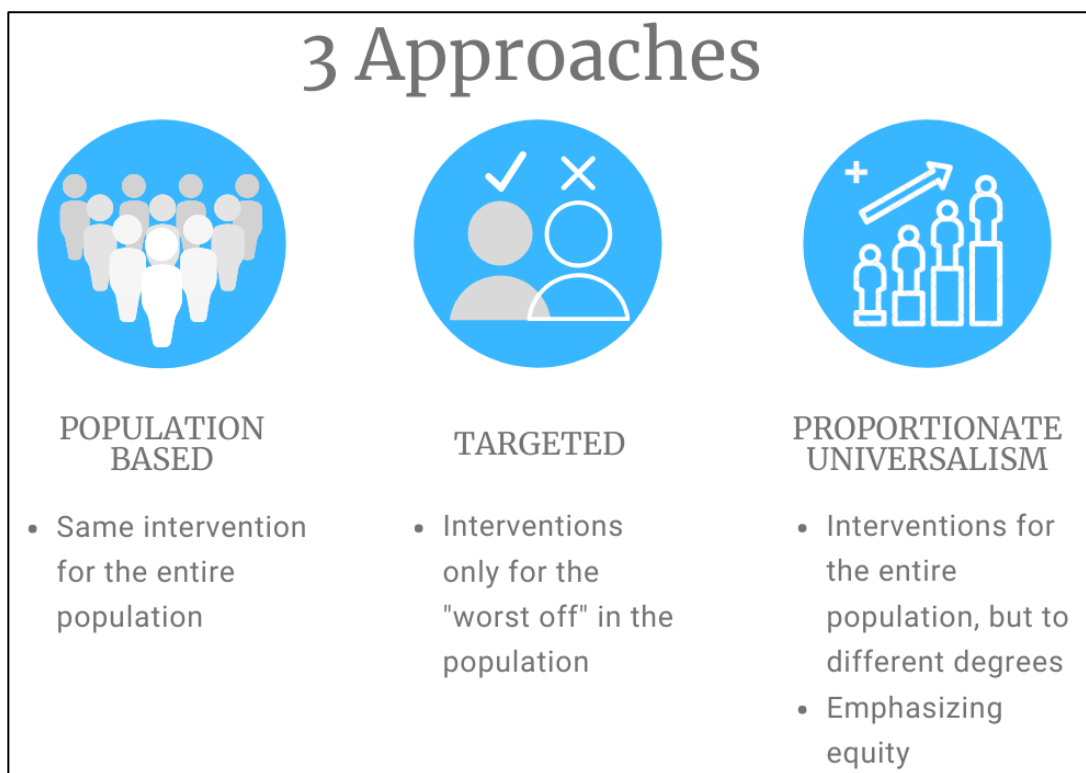 3 Approaches
POPULATION
BASED
• Same intervention
for the entire
population
TARGETED
• Interventions
only for the
"worst off" in the
population
PROPORTIONATE
UNIVERSALISM
• Interventions for
the entire
population, but to
different degrees
• Emphasizing
equity